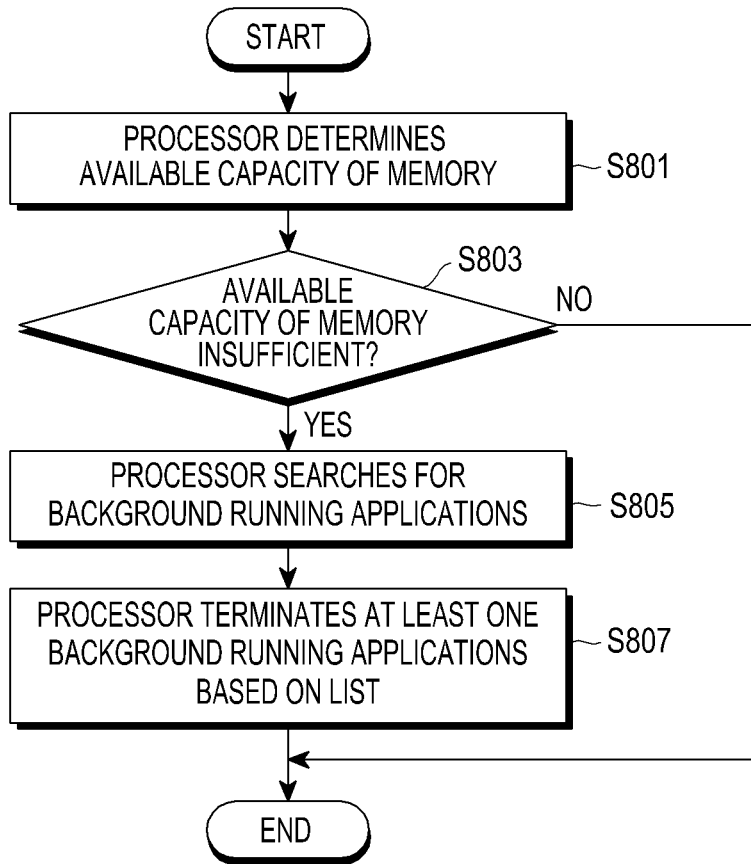 START
PROCESSOR DETERMINES
AVAILABLE CAPACITY OF MEMORY
S801
S803
AVAILABLE
CAPACITY OF MEMORY
INSUFFICIENT?
NO
YES
PROCESSOR SEARCHES FOR
BACKGROUND RUNNING APPLICATIONS
S805
PROCESSOR TERMINATES AT LEAST ONE
BACKGROUND RUNNING APPLICATIONS
BASED ON LIST
S807
END